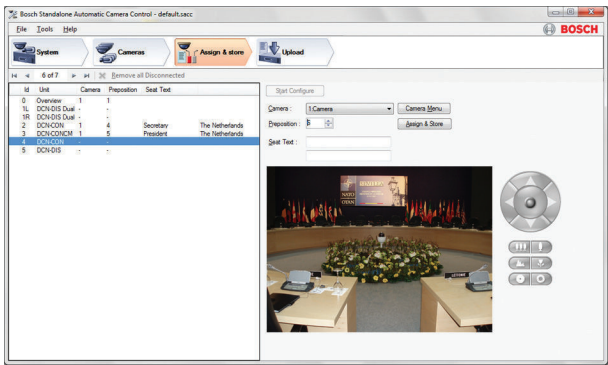 Bosch Standalone Automatic Camera Control - default.sacc
File Tools Help
BOSCH
System Cameras Assign & store Upload
6 of 7 Remove all Disconnected
Id Unit Camera Preposition Seat Text
0 Overview 1 1
1L DCN-DIS Dual - -
1R DCN-DIS Dual - -
2 DCN-CON 1 4 Secretary The Netherlands
3 DCN-CONCM 1 5 President The Netherlands
4 DCN-CON - -
5 DCN-DIS - -
Start Configure
Camera : 1:Camera Camera Menu
Preposition : 6 Assign & Store
Seat Text :
NATO
OTAN